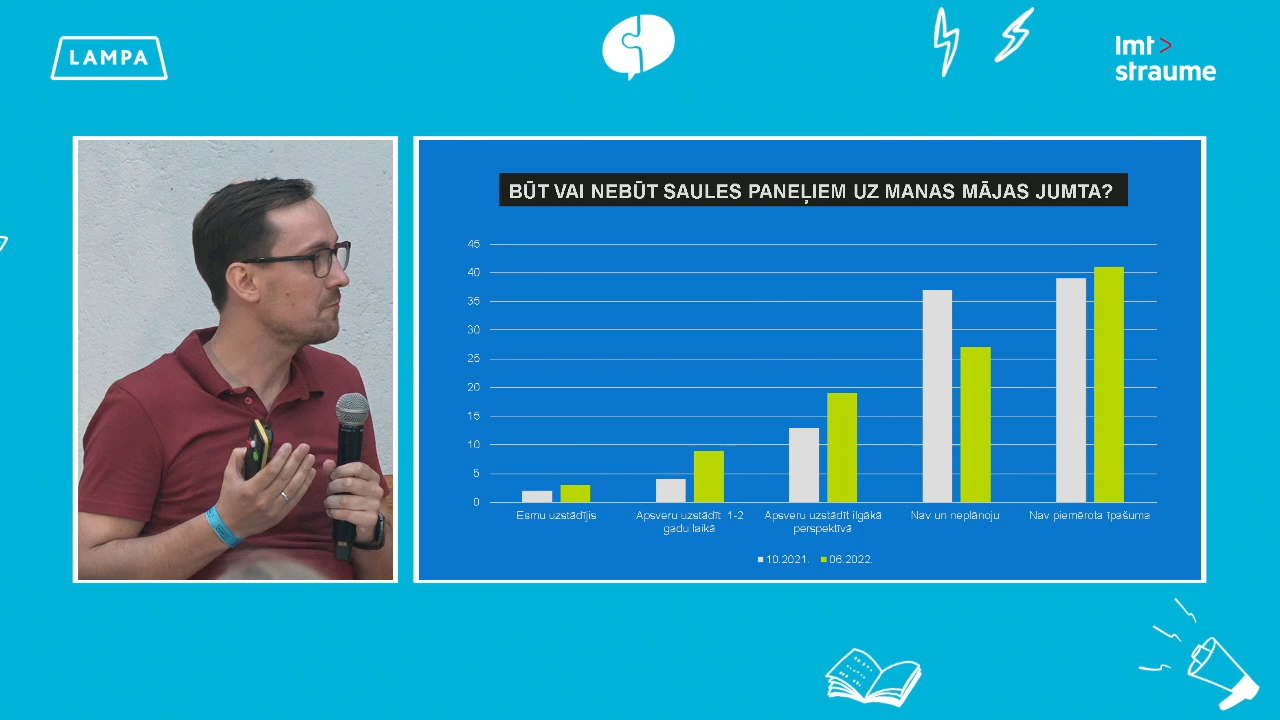 LAMPA
lmt >
straume
BŪT VAI NEBŪT SAULES PANEĻIEM UZ MANAS MĀJAS JUMTA?
45
40
35
30
25
20
15
10
5
0
Esmu uzstādījis
Apsveru uzstādīt 1-2
gadu laikā
Apsveru uzstādīt ilgākā
perspektīvā
Nav un neplānoju
Nav piemērota īpašuma
10.2021.
06.2022.